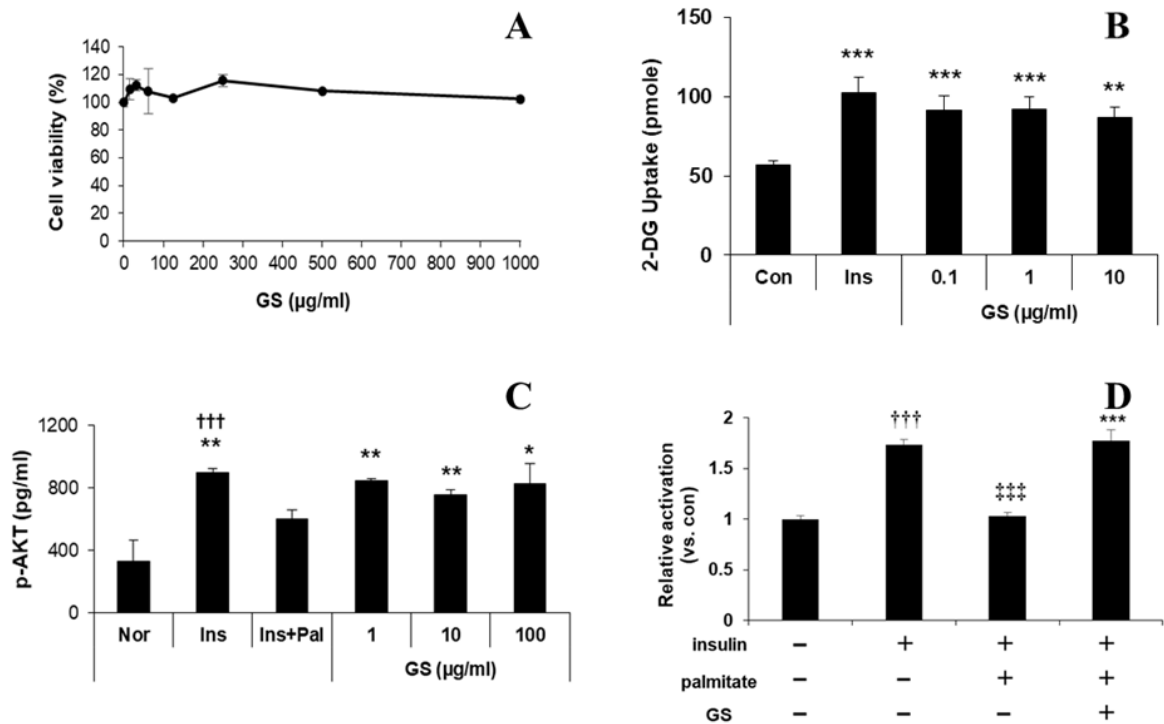 A
140
120
100
80
60
40
20
0
Cell viability (%)
0 100 200 300 400 500 600 700 800 900 1000
GS (µg/ml)
B
150
100
50
0
2-DG Uptake (pmole)
*** *** *** **
Con Ins 0.1 1 10
GS (µg/ml)
C
1200
800
400
0
p-AKT (pg/ml)
†††
** ** ** *
Nor Ins Ins+Pal 1 10 100
GS (µg/ml)
D
2
1.5
1
0.5
0
Relative activation
(vs. con)
††† ‡‡‡ ***
insulin − + + +
palmitate − − + +
GS − − − +